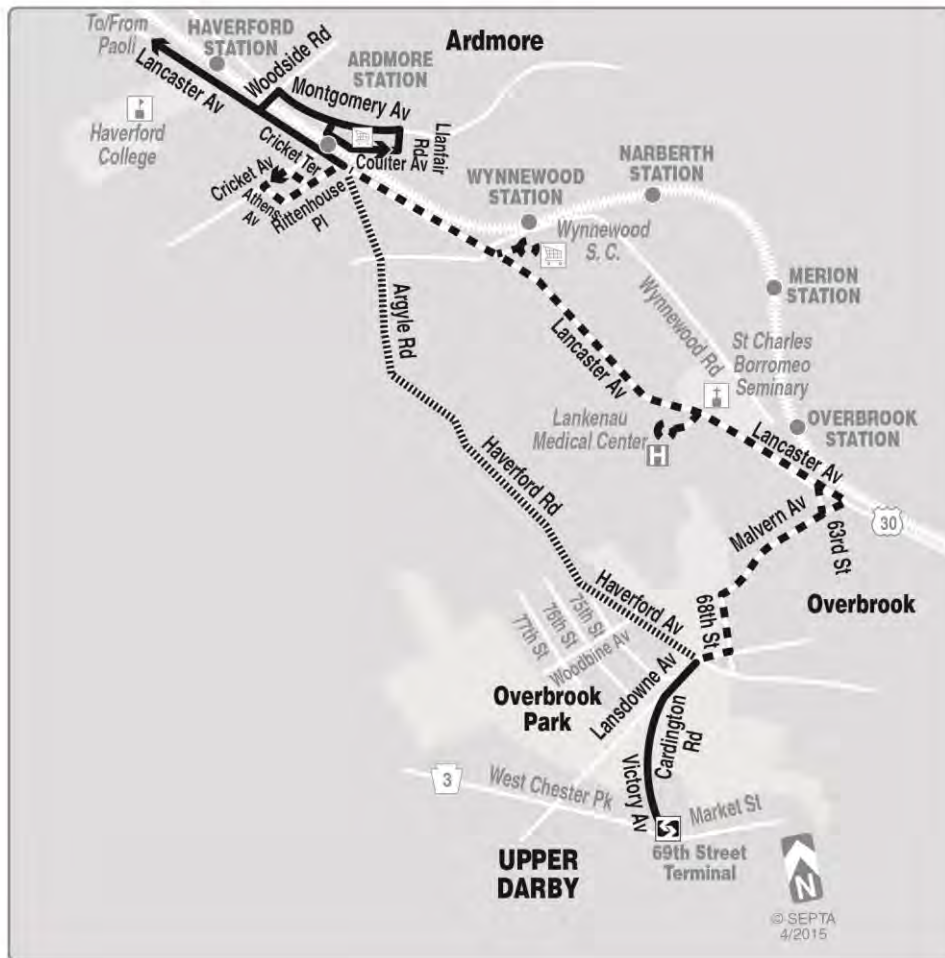 To/From
Paoli
HAVERFORD
STATION
Woodside Rd
Ardmore
Lancaster Av
Haverford
College
ARDMORE
STATION
Montgomery Av
Llanfair
Rd
Coulter Av
Cricket Ter
Cricket Av
Athens
Av
Rittenhouse
Pl
WYNNEWOOD
STATION
NARBERTH
STATION
Wynnewood
S. C.
MERION
STATION
Argyle Rd
Wynnewood Rd
Lancaster Av
St Charles
Borromeo
Seminary
Lankenau
Medical Center
H
OVERBROOK
STATION
Lancaster Av
30
Haverford Rd
Malvern Av
63rd St
Overbrook
Haverford Av
68th St
75th St
76th St
77th St
Woodbine Av
Overbrook
Park
Lansdowne Av
Cardington
Rd
Victory Av
3
West Chester Pk
Market St
69th Street
Terminal
UPPER
DARBY
N
© SEPTA
4/2015